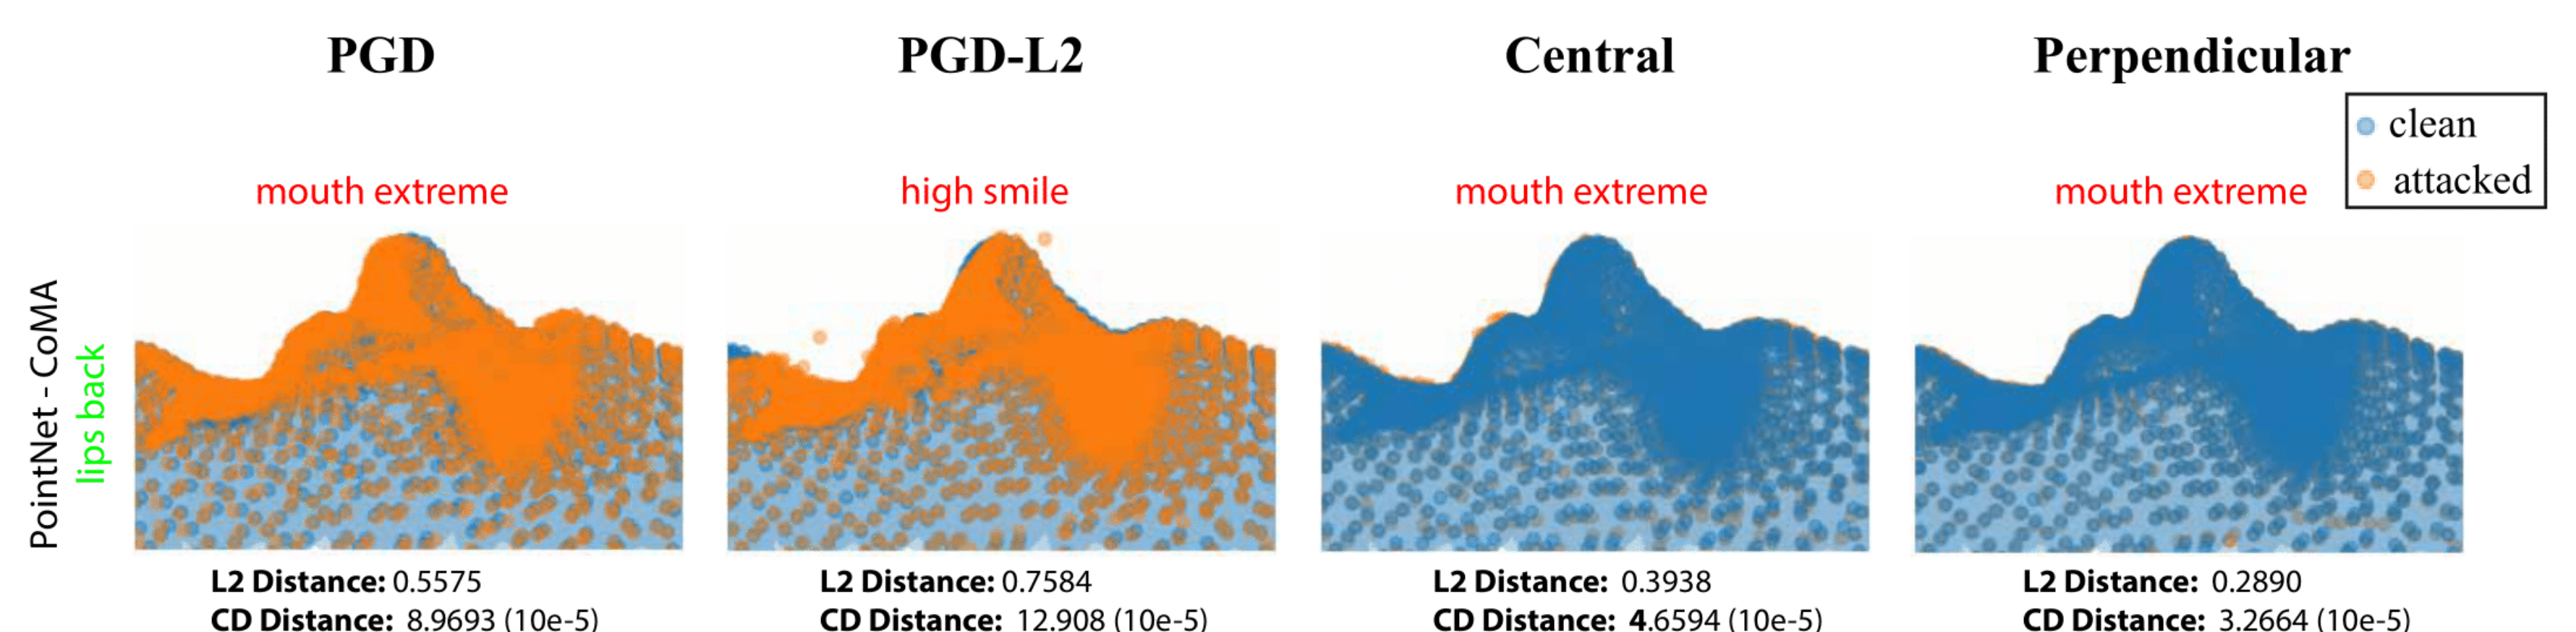 PGD
PGD-L2
Central
Perpendicular
clean
attacked
mouth extreme
high smile
mouth extreme
mouth extreme
PointNet - CoMA
lips back
L2 Distance: 0.5575
CD Distance: 8.9693 (10e-5)
L2 Distance: 0.7584
CD Distance: 12.908 (10e-5)
L2 Distance: 0.3938
CD Distance: 4.6594 (10e-5)
L2 Distance: 0.2890
CD Distance: 3.2664 (10e-5)